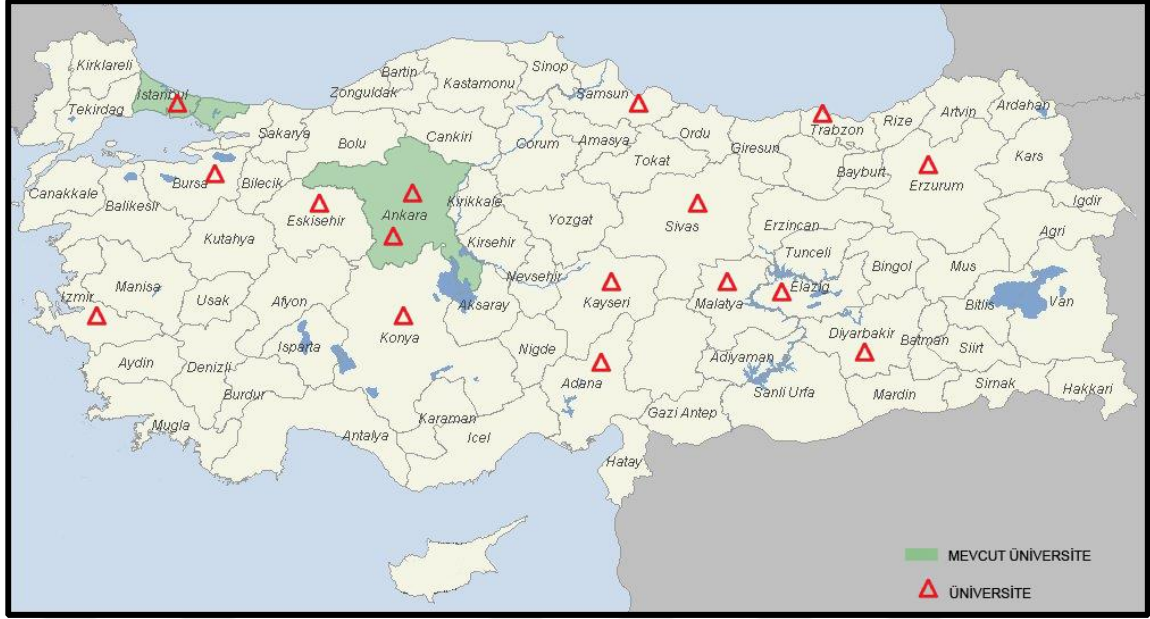 Kirklareli
Istanbul
Tekirdag
Bartin
Zonguldak
Kastamonu
Sinop
Samsun
Sakarya
Bolu
Cankiri
Corum
Amasya
Ordu
Tokat
Giresun
Trabzon
Rize
Artvin
Ardahan
Kars
Bayburt
Erzurum
Igdir
Canakkale
Balikesir
Bursa
Bilecik
Eskisehir
Ankara
Kirikkale
Yozgat
Sivas
Erzincan
Agri
Kutahya
Kirsehir
Tunceli
Bingol
Mus
Izmir
Manisa
Usak
Afyon
Nevsehir
Aksaray
Kayseri
Malatya
Elazig
Bitlis
Van
Konya
Isparta
Aydin
Denizli
Burdur
Nigde
Adana
Adiyaman
Diyarbakir
Batman
Siirt
Sanli Urfa
Mardin
Sirnak
Hakkari
Mugla
Antalya
Karaman
Icel
Gazi Antep
Hatay
MEVCUT ÜNİVERSİTE
ÜNİVERSİTE